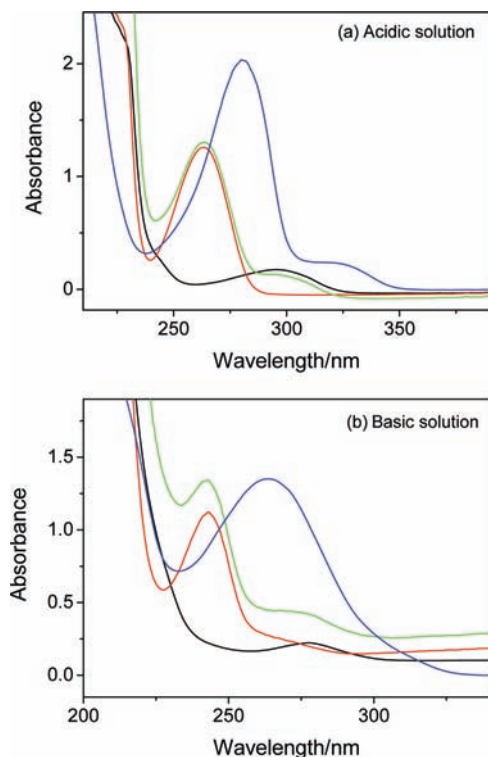 (a) Acidic solution
2
1
0
Absorbance
250 300 350
Wavelength/nm
(b) Basic solution
1.5
1.0
0.5
0.0
Absorbance
200 250 300
Wavelength/nm